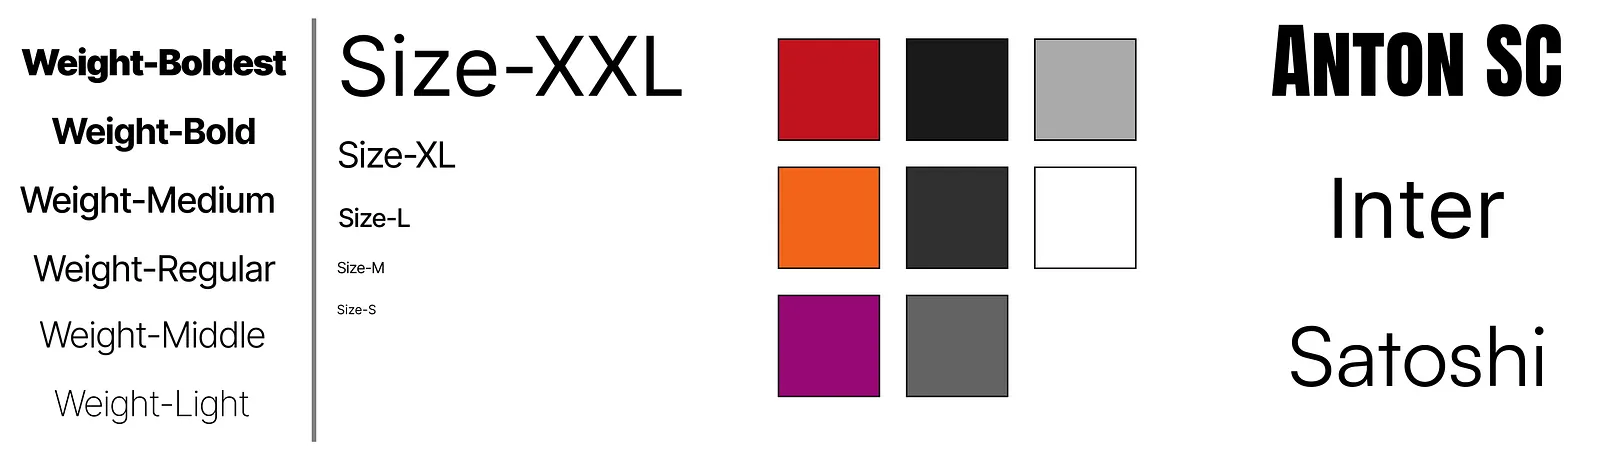 Weight-Boldest
Weight-Bold
Weight-Medium
Weight-Regular
Weight-Middle
Weight-Light
Size-XXL
Size-XL
Size-L
Size-M
Size-S
ANTON SC
Inter
Satoshi